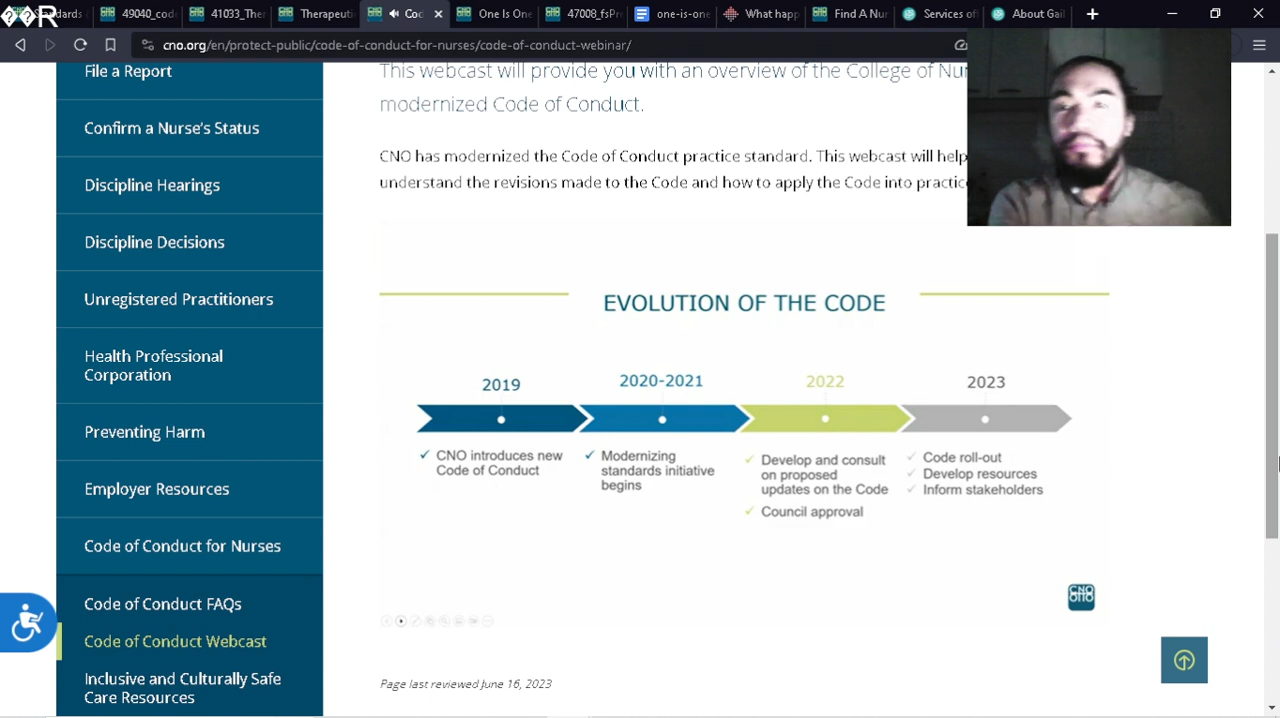 Standards
49040_cod
41033_The
Therapeuti
Co
One Is One
47008_fsPr
one-is-on
What happ
Find A Nur
Services of
About Gail
cno.org/en/protect-public/code-of-conduct-for-nurses/code-of-conduct-webinar/
File a Report
Confirm a Nurse's Status
Discipline Hearings
Discipline Decisions
Unregistered Practitioners
Health Professional
Corporation
Preventing Harm
Employer Resources
Code of Conduct for Nurses
Code of Conduct FAQs
Code of Conduct Webcast
Inclusive and Culturally Safe
Care Resources
This webcast will provide you with an overview of the College of Nu
modernized Code of Conduct.
CNO has modernized the Code of Conduct practice standard. This webcast will help
understand the revisions made to the Code and how to apply the Code into practice
EVOLUTION OF THE CODE
2019
CNO introduces new
Code of Conduct
2020-2021
Modernizing
standards initiative
begins
2022
Develop and consult
on proposed
updates on the Code
Council approval
2023
Code roll-out
Develop resources
Inform stakeholders
CNO
OIIO
Page last reviewed June 16, 2023